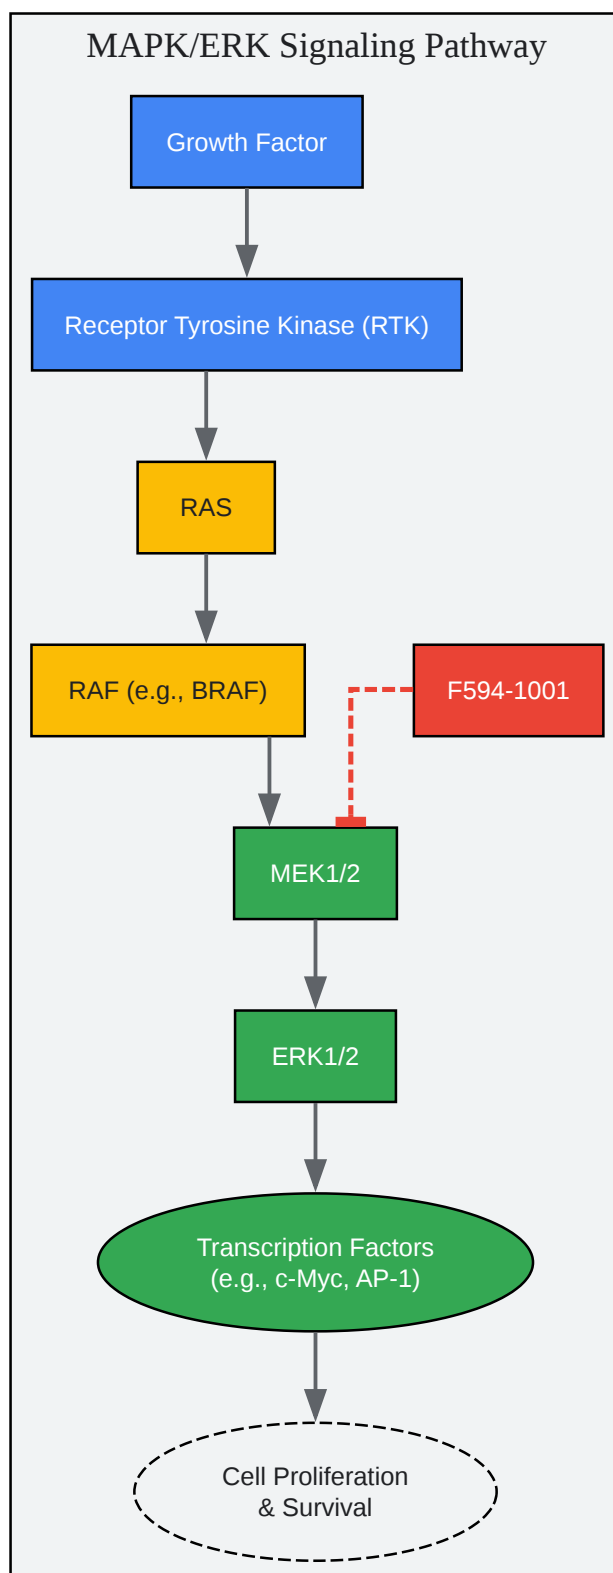 MAPK/ERK Signaling Pathway
Growth Factor
Receptor Tyrosine Kinase (RTK)
RAS
RAF (e.g., BRAF)
F594-1001
MEK1/2
ERK1/2
Transcription Factors
(e.g., c-Myc, AP-1)
Cell Proliferation
& Survival